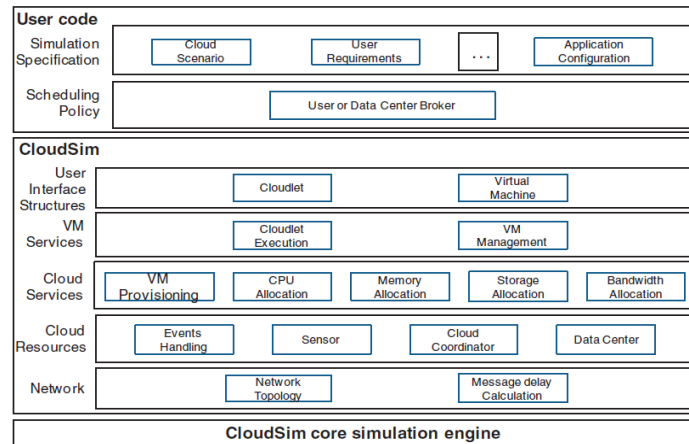 User code
Simulation
Specification
Cloud
Scenario
User
Requirements
...
Application
Configuration
Scheduling
Policy
User or Data Center Broker
CloudSim
User
Interface
Structures
Cloudlet
Virtual
Machine
VM
Services
Cloudlet
Execution
VM
Management
Cloud
Services
VM
Provisioning
CPU
Allocation
Memory
Allocation
Storage
Allocation
Bandwidth
Allocation
Cloud
Resources
Events
Handling
Sensor
Cloud
Coordinator
Data Center
Network
Network
Topology
Message delay
Calculation
CloudSim core simulation engine